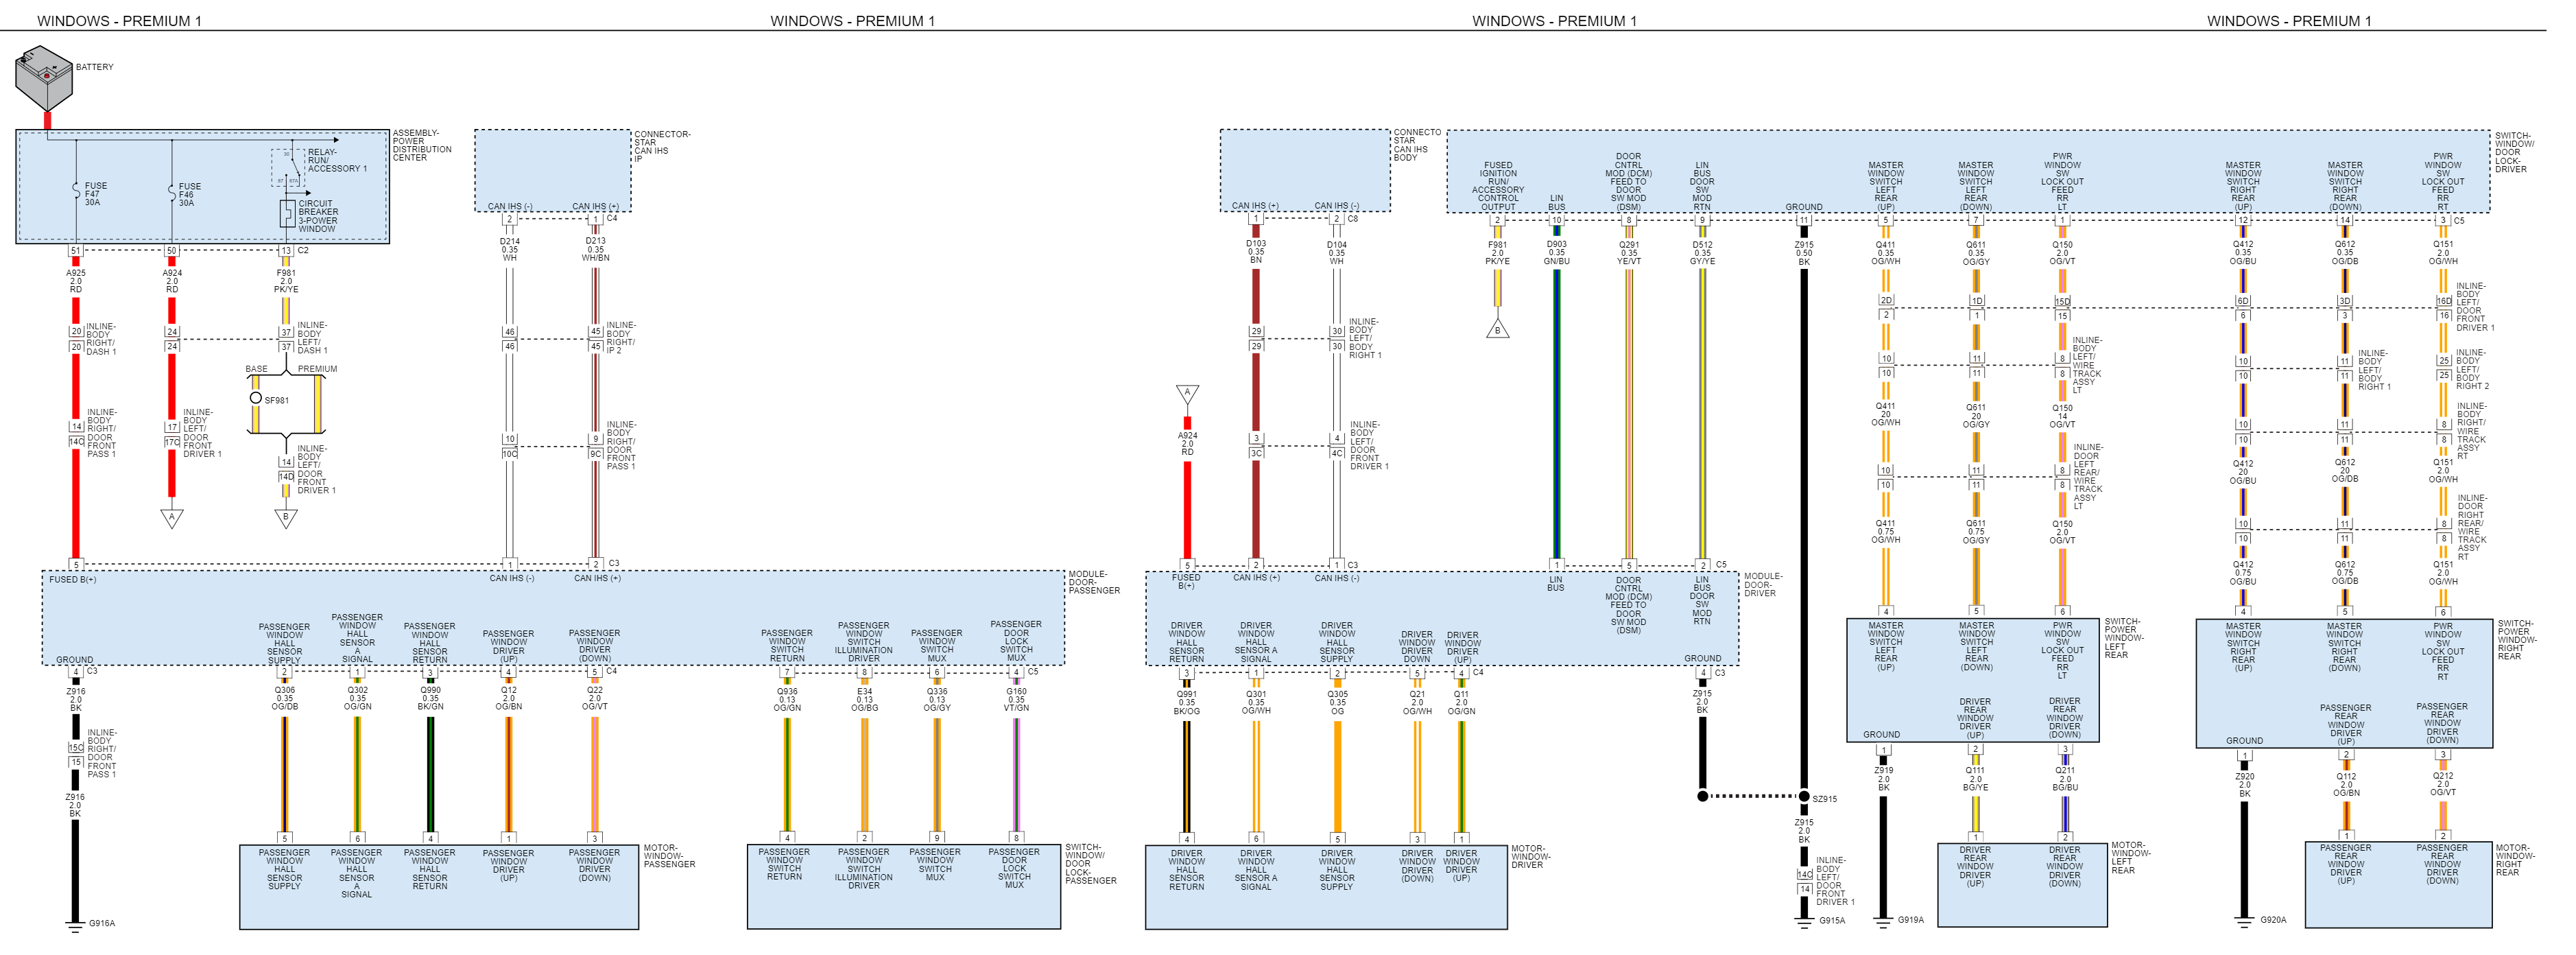 WINDOWS - PREMIUM 1
WINDOWS - PREMIUM 1
WINDOWS - PREMIUM 1
WINDOWS - PREMIUM 1
BATTERY
ASSEMBLY-
POWER
DISTRIBUTION
CENTER
RELAY-
RUN/
ACCESSORY 1
30
87
87A
FUSE
F47
30A
FUSE
F46
30A
CIRCUIT
BREAKER
3-POWER
WINDOW
51
50
13
C2
A925
2.0
RD
A924
2.0
RD
F981
2.0
PK/YE
20
20
INLINE-
BODY
RIGHT/
DASH 1
24
24
37
37
INLINE-
BODY
LEFT/
DASH 1
BASE
PREMIUM
SF981
14
14C
INLINE-
BODY
RIGHT/
DOOR
FRONT
PASS 1
17
17C
INLINE-
BODY
LEFT/
DOOR
FRONT
DRIVER 1
14
14D
INLINE-
BODY
LEFT/
DOOR
FRONT
DRIVER 1
A
B
CONNECTOR-
STAR
CAN IHS
IP
CAN IHS (-)
CAN IHS (+)
2
1
C4
D214
0.35
WH
D213
0.35
WH/BN
46
46
45
45
INLINE-
BODY
RIGHT/
IP 2
10
10C
9
9C
INLINE-
BODY
RIGHT/
DOOR
FRONT
PASS 1
5
1
2
C3
FUSED B(+)
CAN IHS (-)
CAN IHS (+)
MODULE-
DOOR-
PASSENGER
GROUND
PASSENGER
WINDOW
HALL
SENSOR
SUPPLY
PASSENGER
WINDOW
HALL
SENSOR
A
SIGNAL
PASSENGER
WINDOW
HALL
SENSOR
RETURN
PASSENGER
WINDOW
DRIVER
(UP)
PASSENGER
WINDOW
DRIVER
(DOWN)
PASSENGER
WINDOW
SWITCH
RETURN
PASSENGER
WINDOW
SWITCH
ILLUMINATION
DRIVER
PASSENGER
WINDOW
SWITCH
MUX
PASSENGER
DOOR
LOCK
SWITCH
MUX
4
C3
2
1
3
4
5
C4
7
8
6
4
C5
Z916
2.0
BK
Q306
0.35
OG/DB
Q302
0.35
OG/GN
Q990
0.35
BK/GN
Q12
2.0
OG/BN
Q22
2.0
OG/VT
Q936
0.13
OG/GN
E34
0.13
OG/BG
Q336
0.13
OG/GY
G160
0.35
VT/GN
15C
15
INLINE-
BODY
RIGHT/
DOOR
FRONT
PASS 1
Z916
2.0
BK
G916A
5
6
4
1
3
PASSENGER
WINDOW
HALL
SENSOR
SUPPLY
PASSENGER
WINDOW
HALL
SENSOR
A
SIGNAL
PASSENGER
WINDOW
HALL
SENSOR
RETURN
PASSENGER
WINDOW
DRIVER
(UP)
PASSENGER
WINDOW
DRIVER
(DOWN)
MOTOR-
WINDOW-
PASSENGER
4
2
9
8
PASSENGER
WINDOW
SWITCH
RETURN
PASSENGER
WINDOW
SWITCH
ILLUMINATION
DRIVER
PASSENGER
WINDOW
SWITCH
MUX
PASSENGER
DOOR
LOCK
SWITCH
MUX
SWITCH-
WINDOW/
DOOR
LOCK-
PASSENGER
CONNECTO
STAR
CAN IHS
BODY
CAN IHS (+)
CAN IHS (-)
1
2
C8
D103
0.35
BN
D104
0.35
WH
29
29
30
30
INLINE-
BODY
LEFT/
BODY
RIGHT 1
A
A924
2.0
RD
3
3C
4
4C
INLINE-
BODY
LEFT/
DOOR
FRONT
DRIVER 1
5
2
1
C3
FUSED
B(+)
CAN IHS (+)
CAN IHS (-)
SWITCH-
WINDOW/
DOOR
LOCK-
DRIVER
FUSED
IGNITION
RUN/
ACCESSORY
CONTROL
OUTPUT
LIN
BUS
DOOR
CNTRL
MOD (DCM)
FEED TO
DOOR
SW MOD
(DSM)
LIN
BUS
DOOR
SW
MOD
RTN
GROUND
MASTER
WINDOW
SWITCH
LEFT
REAR
(UP)
MASTER
WINDOW
SWITCH
LEFT
REAR
(DOWN)
PWR
WINDOW
SW
LOCK OUT
FEED
RR
LT
MASTER
WINDOW
SWITCH
RIGHT
REAR
(UP)
MASTER
WINDOW
SWITCH
RIGHT
REAR
(DOWN)
PWR
WINDOW
SW
LOCK OUT
FEED
RR
RT
2
10
8
9
11
5
7
1
12
14
3
C5
F981
2.0
PK/YE
D903
0.35
GN/BU
Q291
0.35
YE/VT
D512
0.35
GY/YE
Z915
0.50
BK
Q411
0.35
OG/WH
Q611
0.35
OG/GY
Q150
2.0
OG/VT
Q412
0.35
OG/BU
Q612
0.35
OG/DB
Q151
2.0
OG/WH
B
2D
2
1D
1
15D
15
6D
6
3D
3
16D
16
INLINE-
BODY
LEFT/
DOOR
FRONT
DRIVER 1
10
10
11
11
8
8
INLINE-
BODY
LEFT/
WIRE
TRACK
ASSY
LT
10
10
11
11
INLINE-
BODY
LEFT/
BODY
RIGHT 1
25
25
INLINE-
BODY
LEFT/
BODY
RIGHT 2
Q411
20
OG/WH
Q611
20
OG/GY
Q150
14
OG/VT
10
10
11
11
8
8
INLINE-
BODY
RIGHT/
WIRE
TRACK
ASSY
RT
10
10
11
11
8
8
INLINE-
DOOR
LEFT
REAR/
WIRE
TRACK
ASSY
LT
Q412
20
OG/BU
Q612
20
OG/DB
Q151
2.0
OG/WH
Q411
0.75
OG/WH
Q611
0.75
OG/GY
Q150
2.0
OG/VT
10
10
11
11
8
8
INLINE-
DOOR
RIGHT
REAR/
WIRE
TRACK
ASSY
RT
Q412
0.75
OG/BU
Q612
0.75
OG/DB
Q151
2.0
OG/WH
1
5
2
C5
LIN
BUS
DOOR
CNTRL
MOD (DCM)
FEED TO
DOOR
SW MOD
(DSM)
LIN
BUS
DOOR
SW
MOD
RTN
MODULE-
DOOR-
DRIVER
DRIVER
WINDOW
HALL
SENSOR
RETURN
DRIVER
WINDOW
HALL
SENSOR A
SIGNAL
DRIVER
WINDOW
HALL
SENSOR
SUPPLY
DRIVER
WINDOW
DRIVER
DOWN
DRIVER
WINDOW
DRIVER
(UP)
GROUND
3
1
2
5
4
C4
4
C3
Q991
0.35
BK/OG
Q301
0.35
OG/WH
Q305
0.35
OG
Q21
2.0
OG/WH
Q11
2.0
OG/GN
Z915
2.0
BK
SZ915
Z915
2.0
BK
14C
14
INLINE-
BODY
LEFT/
DOOR
FRONT
DRIVER 1
G915A
4
6
5
3
1
DRIVER
WINDOW
HALL
SENSOR
RETURN
DRIVER
WINDOW
HALL
SENSOR A
SIGNAL
DRIVER
WINDOW
HALL
SENSOR
SUPPLY
DRIVER
WINDOW
DRIVER
(DOWN)
DRIVER
WINDOW
DRIVER
(UP)
MOTOR-
WINDOW-
DRIVER
4
5
6
MASTER
WINDOW
SWITCH
LEFT
REAR
(UP)
MASTER
WINDOW
SWITCH
LEFT
REAR
(DOWN)
PWR
WINDOW
SW
LOCK OUT
FEED
RR
LT
SWITCH-
POWER
WINDOW-
LEFT
REAR
GROUND
DRIVER
REAR
WINDOW
DRIVER
(UP)
DRIVER
REAR
WINDOW
DRIVER
(DOWN)
1
2
3
Z919
2.0
BK
Q111
2.0
BG/YE
Q211
2.0
BG/BU
G919A
1
2
DRIVER
REAR
WINDOW
DRIVER
(UP)
DRIVER
REAR
WINDOW
DRIVER
(DOWN)
MOTOR-
WINDOW-
LEFT
REAR
4
5
6
MASTER
WINDOW
SWITCH
RIGHT
REAR
(UP)
MASTER
WINDOW
SWITCH
RIGHT
REAR
(DOWN)
PWR
WINDOW
SW
LOCK OUT
FEED
RR
RT
SWITCH-
POWER
WINDOW-
RIGHT
REAR
GROUND
PASSENGER
REAR
WINDOW
DRIVER
(UP)
PASSENGER
REAR
WINDOW
DRIVER
(DOWN)
1
2
3
Z920
2.0
BK
Q112
2.0
OG/BN
Q212
2.0
OG/VT
G920A
1
2
PASSENGER
REAR
WINDOW
DRIVER
(UP)
PASSENGER
REAR
WINDOW
DRIVER
(DOWN)
MOTOR-
WINDOW-
RIGHT
REAR